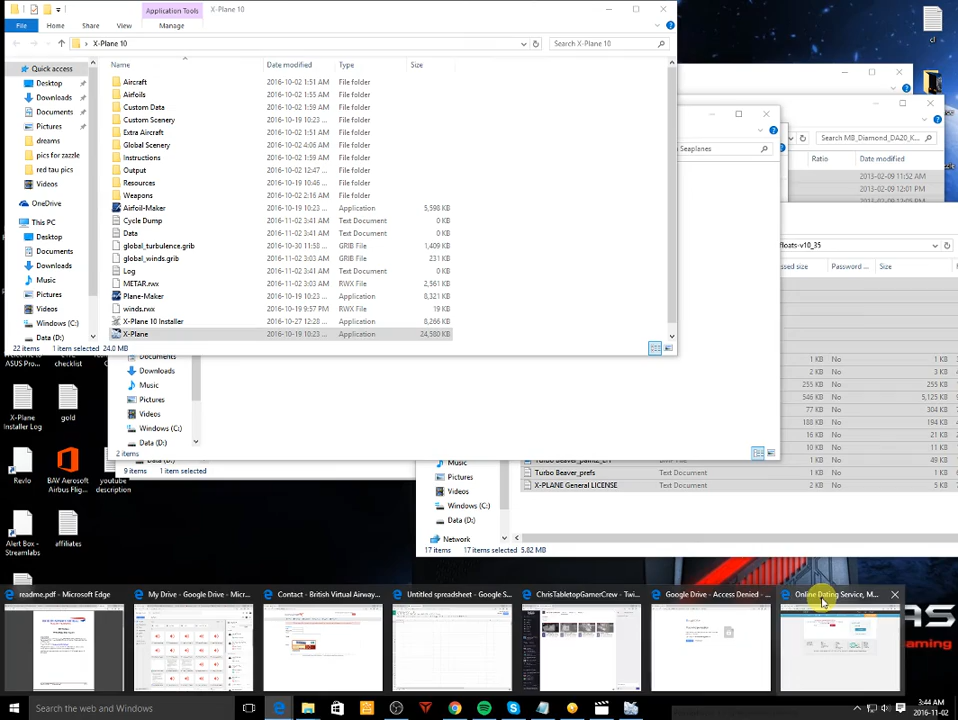 Application Tools
X-Plane 10
File
Home
Share
View
Manage
X-Plane 10
Search X-Plane 10
Name
Date modified
Type
Size
Quick access
Desktop
Downloads
Documents
Pictures
dreams
pics for zazzle
red tau pics
Videos
OneDrive
This PC
Desktop
Documents
Downloads
Music
Pictures
Videos
Windows (C:)
Data (D:)
Aircraft 2016-10-02 1:51 AM File folder
Airfoils 2016-10-02 1:55 AM File folder
Custom Data 2016-10-02 1:59 AM File folder
Custom Scenery 2016-10-02 2:44 AM File folder
Extra Aircraft 2016-10-02 1:51 AM File folder
Global Scenery 2016-10-02 4:06 AM File folder
Instructions 2016-10-02 1:59 AM File folder
Output 2016-10-02 12:47 ... File folder
Resources 2016-10-19 10:46 ... File folder
Weapons 2016-10-02 2:16 AM File folder
Airfoil-Maker 2016-10-19 10:23 ... Application 5,598 KB
Cycle Dump 2016-11-02 3:41 AM Text Document 0 KB
Data 2016-11-02 3:41 AM Text Document 0 KB
global_turbulence.grib 2016-10-30 11:58 ... GRIB File 1,409 KB
global_winds.grib 2016-11-02 3:03 AM GRIB File 231 KB
Log 2016-11-02 3:41 AM Text Document 0 KB
METAR.rwx 2016-11-02 3:03 AM RWX File 2,561 KB
Plane-Maker 2016-10-19 10:23 ... Application 8,321 KB
winds.rwx 2016-10-19 9:57 PM RWX File 19 KB
X-Plane 10 Installer 2016-10-27 12:28 ... Application 8,266 KB
X-Plane 2016-10-19 10:23 ... Application 24,580 KB
22 items 1 item selected 24.0 MB
cl
Seaplanes
Search MB_Diamond_DA20_K...
Ratio
Date modified
2013-02-09 11:52 AM
2013-02-09 12:01 PM
floats-v10_35
Password ...
Size
1 KB No 1 KB
2 KB No 3 KB
255 KB No 255 KB
546 KB No 5,125 KB
77 KB No 304 KB
188 KB No 194 KB
16 KB No 21 KB
11 KB No 43 KB
1 KB No 49 KB
Turbo Beaver_prefs Text Document 1 KB No 1 KB
X-PLANE General LICENSE Text Document 2 KB No 5 KB
Music
Pictures
Videos
Windows (C:)
Data (D:)
Network
17 items 17 items selected 5.82 MB
Documents
Downloads
Music
Pictures
Videos
Windows (C:)
Data (D:)
2 items
9 items 1 item selected
checklist
X-Plane
Installer Log
gold
Revlo
BAV Aerosoft
Airbus Flig...
youtube
description
Alert Box -
Streamlabs
affiliates
readme.pdf - Microsoft Edge
My Drive - Google Drive - Micr...
Contact - British Virtual Airway...
Untitled spreadsheet - Google S...
ChrisTabletopGamerCrew - Twi...
Google Drive - Access Denied - ...
Online Dating Service, M...
Search the web and Windows
3:44 AM
2016-11-02